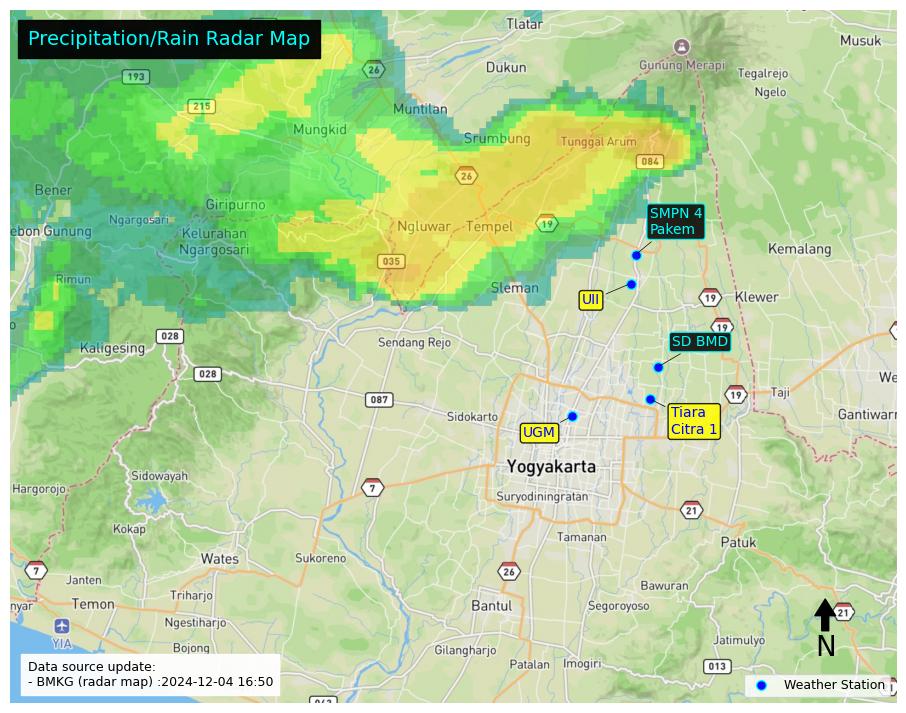 Precipitation/Rain Radar Map
Tlatar
Musuk
Gunung Merapi
193
26
Dukun
Tegalrejo
Ngelo
215
Muntilan
Mungkid
Srumbung
Tunggal Arum
084
26
Bener
Giripurno
Ngargosari
SMPN 4
Pakem
ebon Gunung
Kelurahan
Ngargosari
Ngluwar
Tempel
19
Kemalang
035
Rimun
Sleman
UII
19
Klewer
19
028
Kaligesing
Sendang Rejo
SD BMD
028
087
19
Taji
We
Sidokarto
Tiara
Citra 1
Gantiwarn
UGM
Yogyakarta
Sidowayah
Hargorejo
7
Suryodiningratan
21
Kokap
Tamanan
Patuk
Wates
Sukoreno
7
26
Janten
Bawuran
nyar
Temon
Triharjo
Bantul
Segoroyoso
21
Ngestiharjo
N
YIA
Bojong
Gilangharjo
Jatimulyo
Patalan
Imogiri
013
Data source update:
- BMKG (radar map) :2024-12-04 16:50
Weather Station